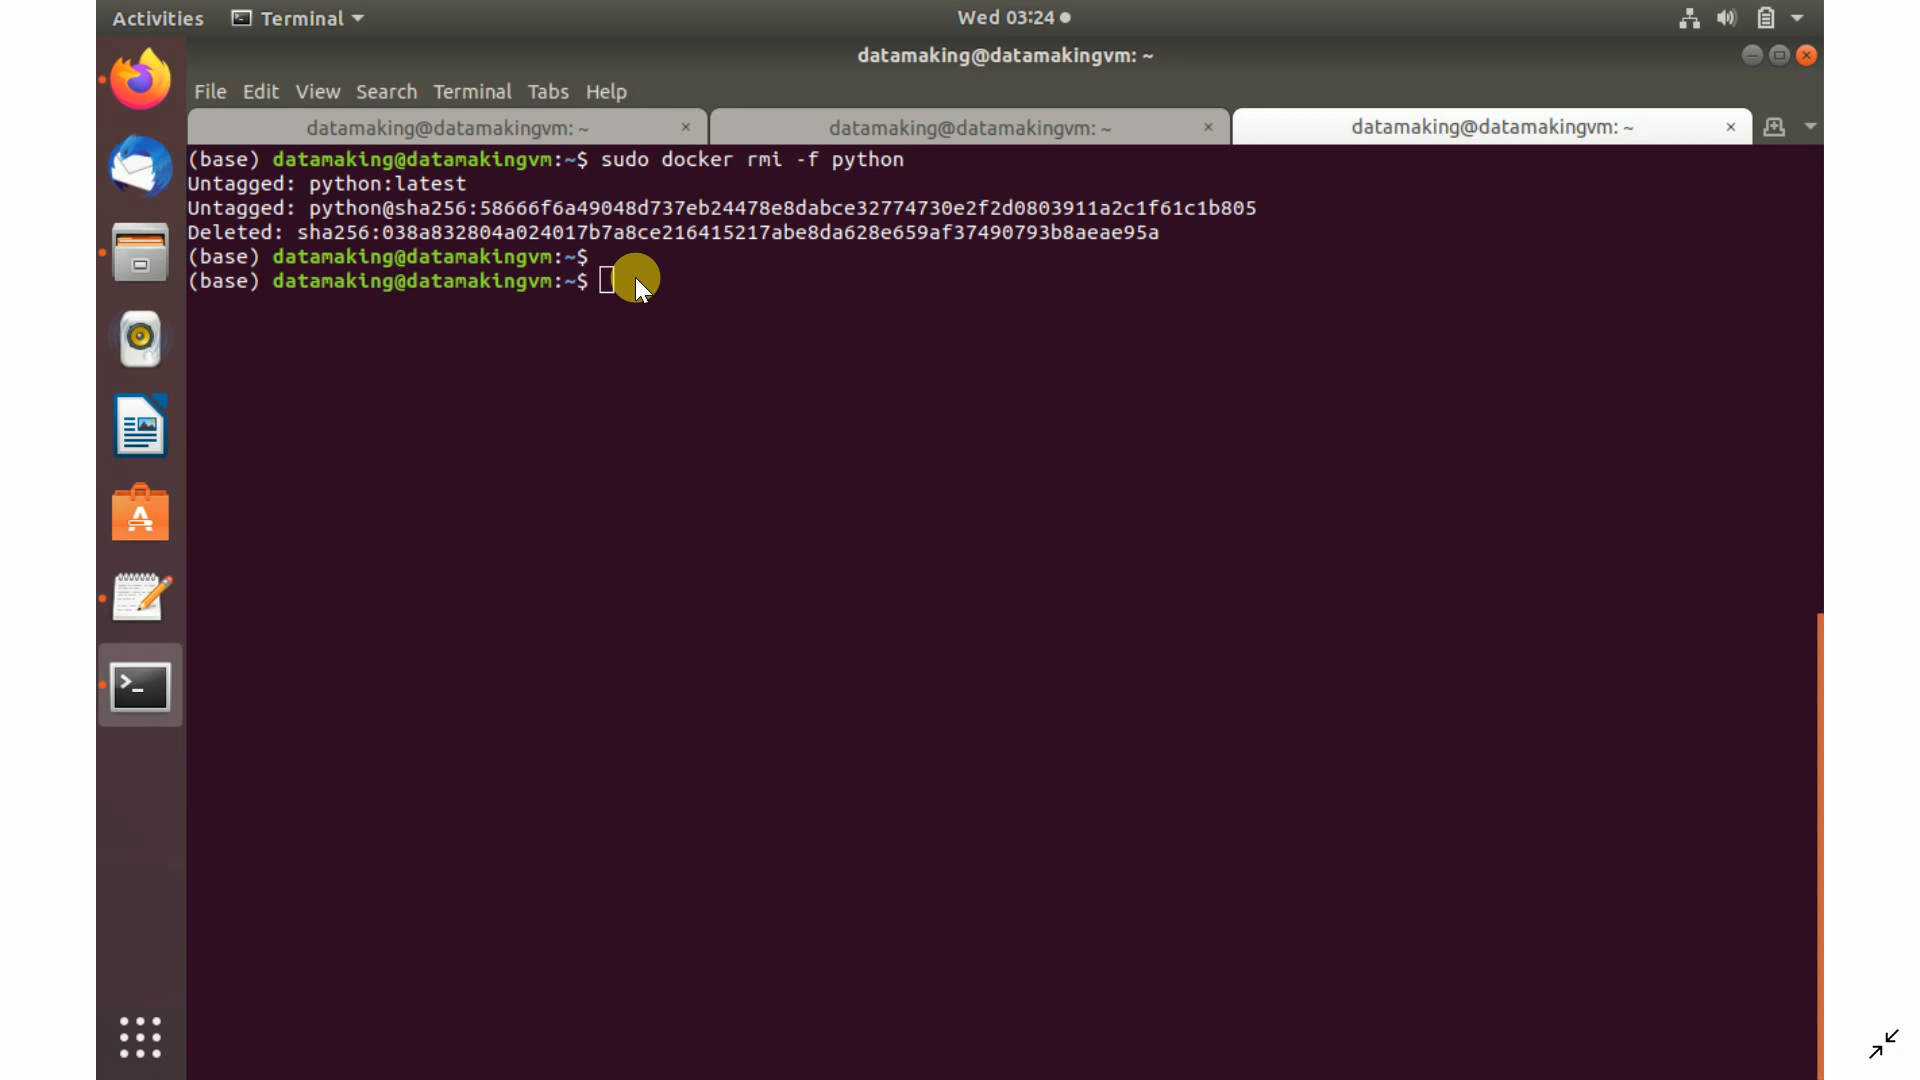 Activities Terminal Wed 03:24
datamaking@datamakingvm: ~
File Edit View Search Terminal Tabs Help
datamaking@datamakingvm: ~ × datamaking@datamakingvm: ~ × datamaking@datamakingvm: ~ ×
(base) datamaking@datamakingvm:~$ sudo docker rmi -f python
Untagged: python:latest
Untagged: python@sha256:58666f6a49048d737eb24478e8dabce32774730e2f2d0803911a2c1f61c1b805
Deleted: sha256:038a832804a024017b7a8ce216415217abe8da628e659af37490793b8aeae95a
(base) datamaking@datamakingvm:~$
(base) datamaking@datamakingvm:~$